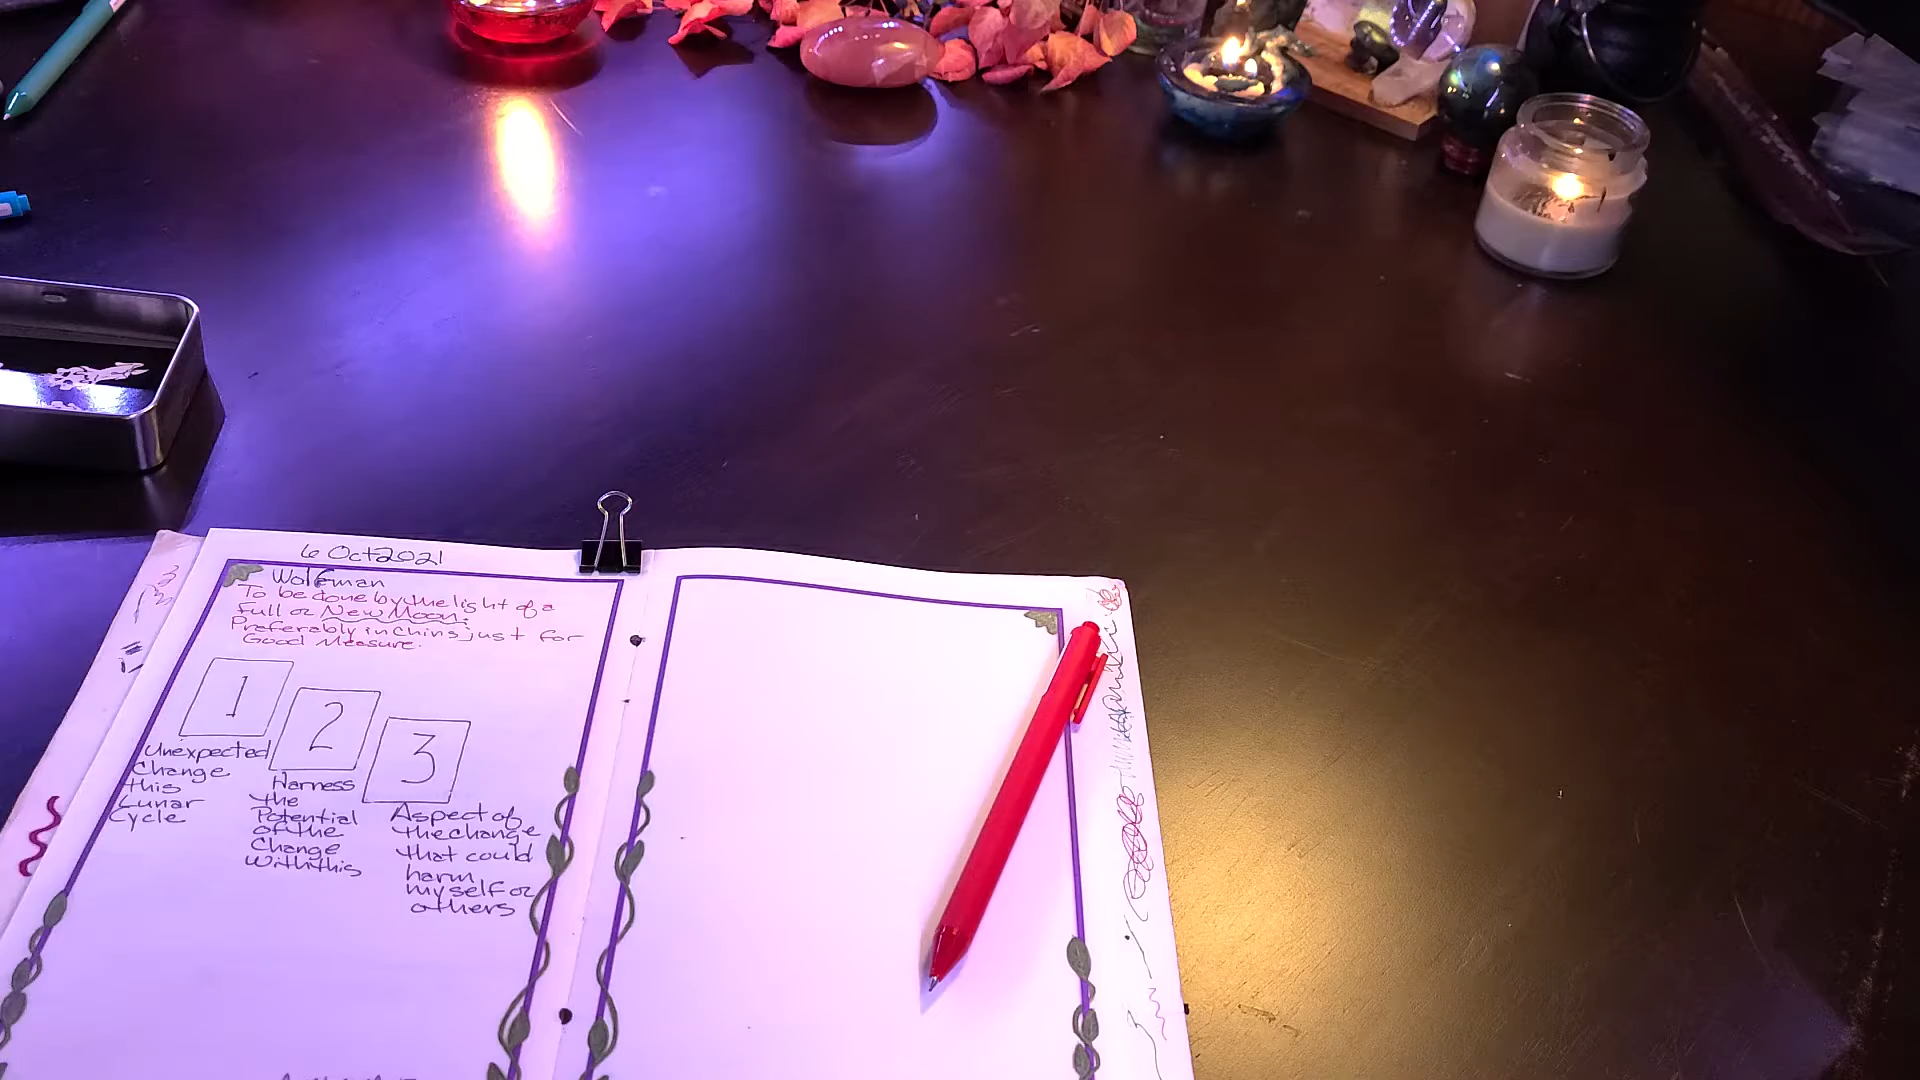 6 Oct 2021
Wolfman
To be done by the light of a
Full or New Moon.
Preferably in Chins just for
Good Measure.
1
2
3
Unexpected
Change
this
Lunar
Cycle
Harness
the
Potential
of the
Change
With this
Aspect of
the change
that could
harm
myself or
others